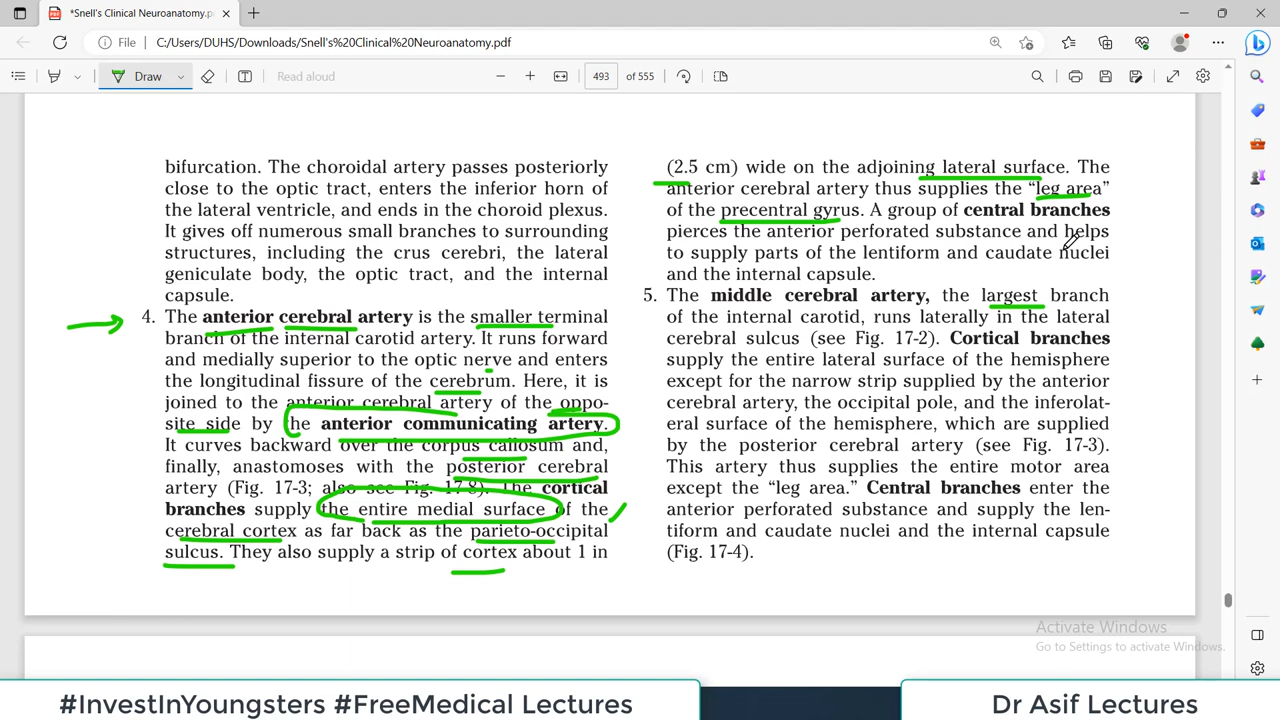 *Snell's Clinical Neuroanatomy.p
File
C:/Users/DUHS/Downloads/Snell's%20Clinical%20Neuroanatomy.pdf
Draw
Read aloud
493 of 555
bifurcation. The choroidal artery passes posteriorly
close to the optic tract, enters the inferior horn of
the lateral ventricle, and ends in the choroid plexus.
It gives off numerous small branches to surrounding
structures, including the crus cerebri, the lateral
geniculate body, the optic tract, and the internal
capsule.
4. The anterior cerebral artery is the smaller terminal
branch of the internal carotid artery. It runs forward
and medially superior to the optic nerve and enters
the longitudinal fissure of the cerebrum. Here, it is
joined to the anterior cerebral artery of the oppo-
site side by the anterior communicating artery.
It curves backward over the corpus callosum and,
finally, anastomoses with the posterior cerebral
artery (Fig. 17-3; also see Fig. 17-8). The cortical
branches supply the entire medial surface of the
cerebral cortex as far back as the parieto-occipital
sulcus. They also supply a strip of cortex about 1 in
(2.5 cm) wide on the adjoining lateral surface. The
anterior cerebral artery thus supplies the “leg area”
of the precentral gyrus. A group of central branches
pierces the anterior perforated substance and helps
to supply parts of the lentiform and caudate nuclei
and the internal capsule.
5. The middle cerebral artery, the largest branch
of the internal carotid, runs laterally in the lateral
cerebral sulcus (see Fig. 17-2). Cortical branches
supply the entire lateral surface of the hemisphere
except for the narrow strip supplied by the anterior
cerebral artery, the occipital pole, and the inferolat-
eral surface of the hemisphere, which are supplied
by the posterior cerebral artery (see Fig. 17-3).
This artery thus supplies the entire motor area
except the “leg area.” Central branches enter the
anterior perforated substance and supply the len-
tiform and caudate nuclei and the internal capsule
(Fig. 17-4).
Activate Windows
Go to Settings to activate Windows.
#InvestInYoungsters #FreeMedical Lectures
Dr Asif Lectures